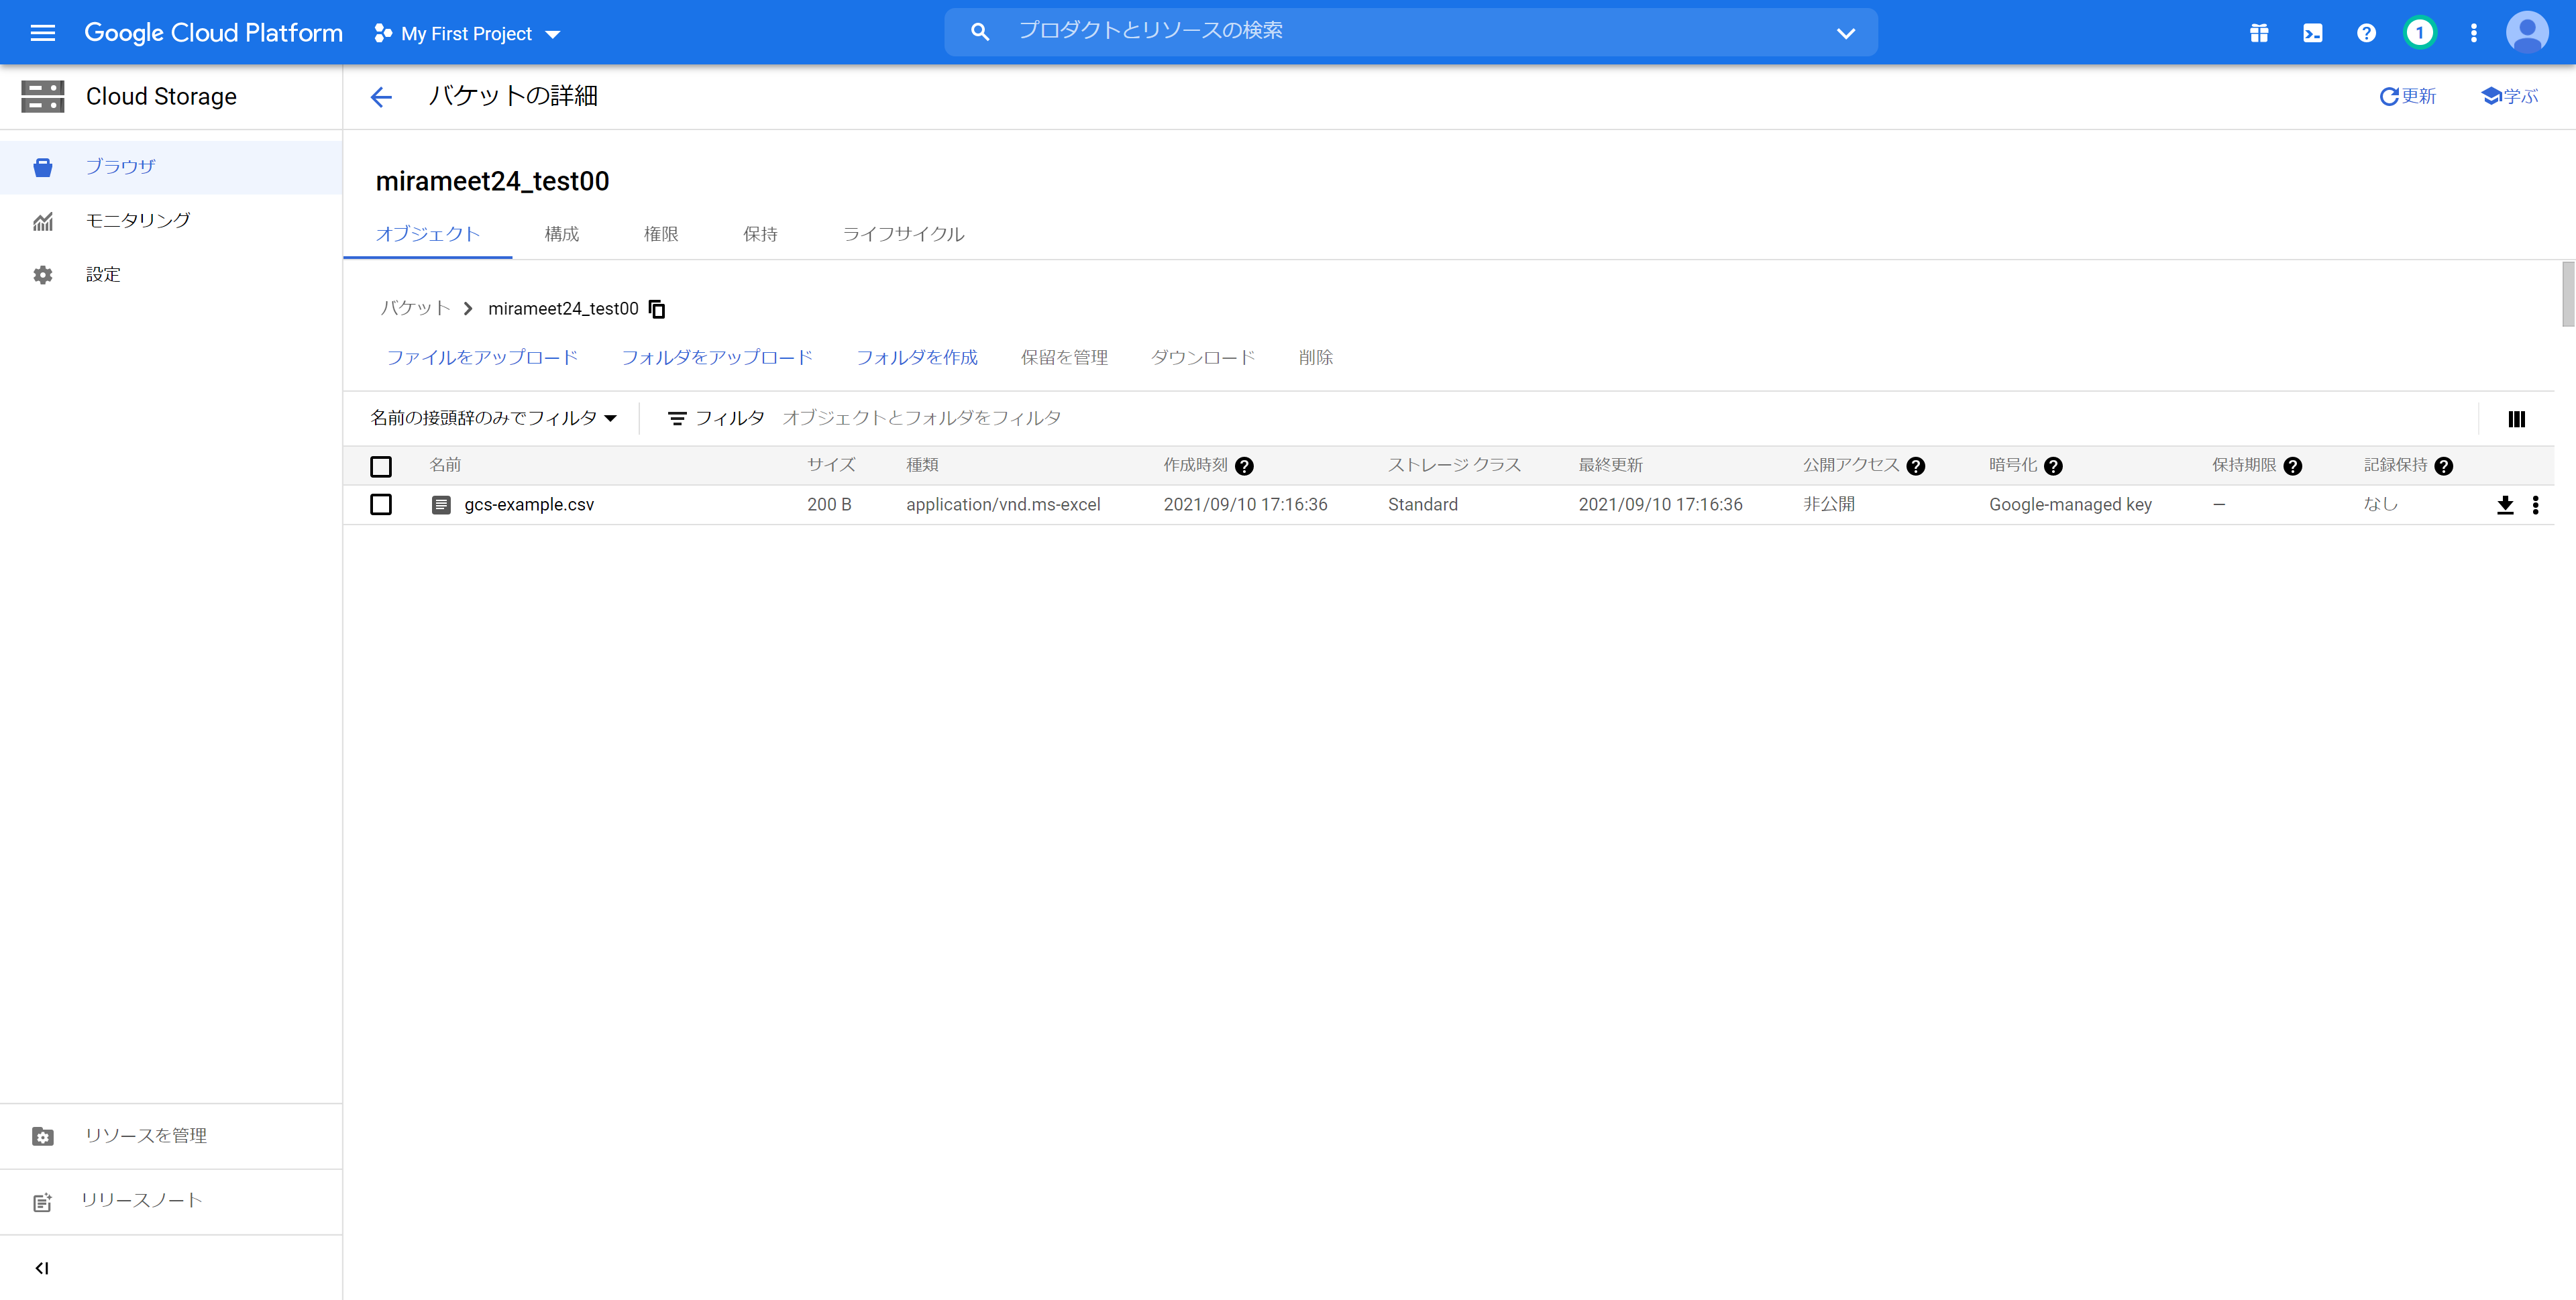 Google Cloud Platform My First Project プロダクトとリソースの検索 1
Cloud Storage バケットの詳細 更新 学ぶ
ブラウザ
モニタリング
設定
mirameet24_test00
オブジェクト 構成 権限 保持 ライフサイクル
バケット mirameet24_test00
ファイルをアップロード フォルダをアップロード フォルダを作成 保留を管理 ダウンロード 削除
名前の接頭辞のみでフィルタ フィルタ オブジェクトとフォルダをフィルタ
名前 サイズ 種類 作成時刻 ストレージ クラス 最終更新 公開アクセス 暗号化 保持期限 記録保持
gcs-example.csv 200 B application/vnd.ms-excel 2021/09/10 17:16:36 Standard 2021/09/10 17:16:36 非公開 Google-managed key — なし
リソースを管理
リリースノート